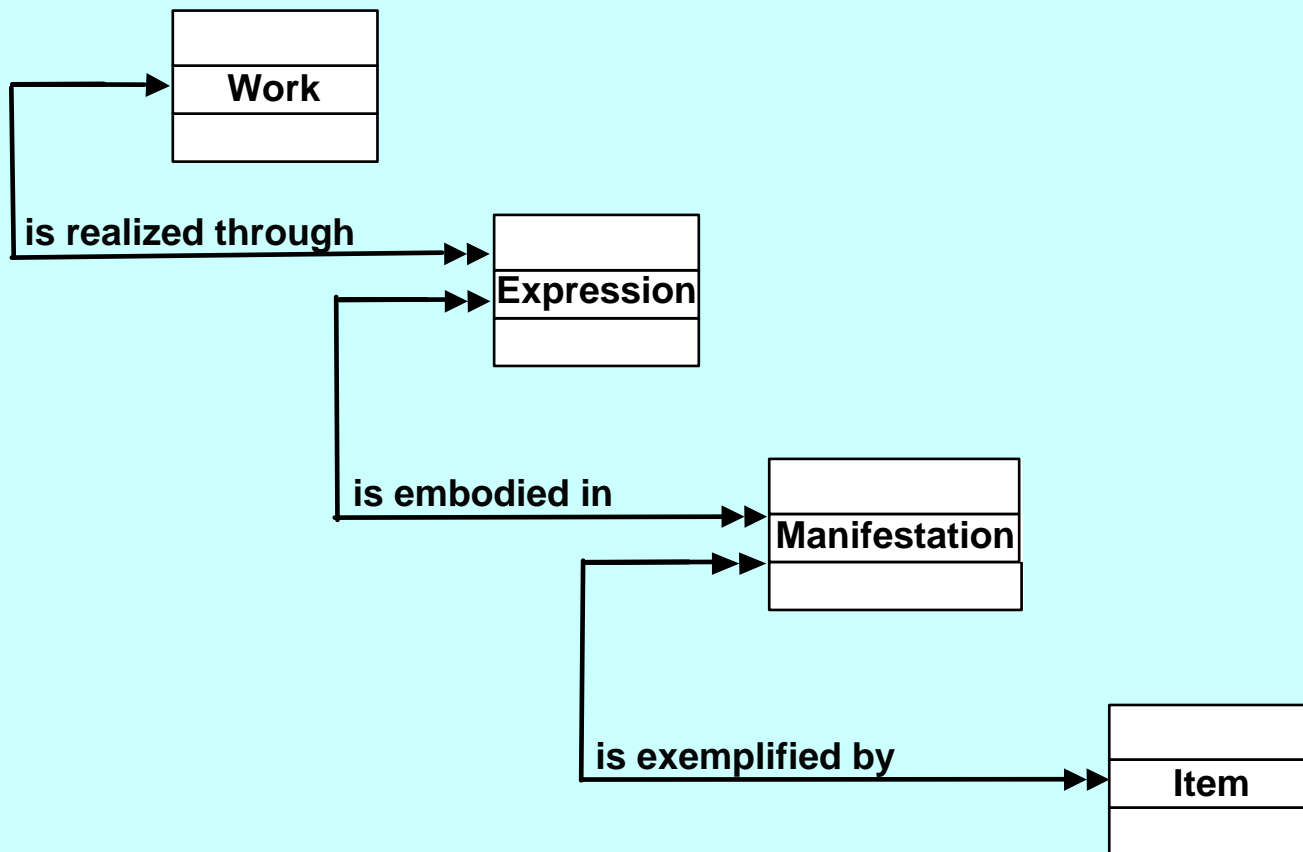 Work
is realized through
Expression
is embodied in
Manifestation
is exemplified by
Item